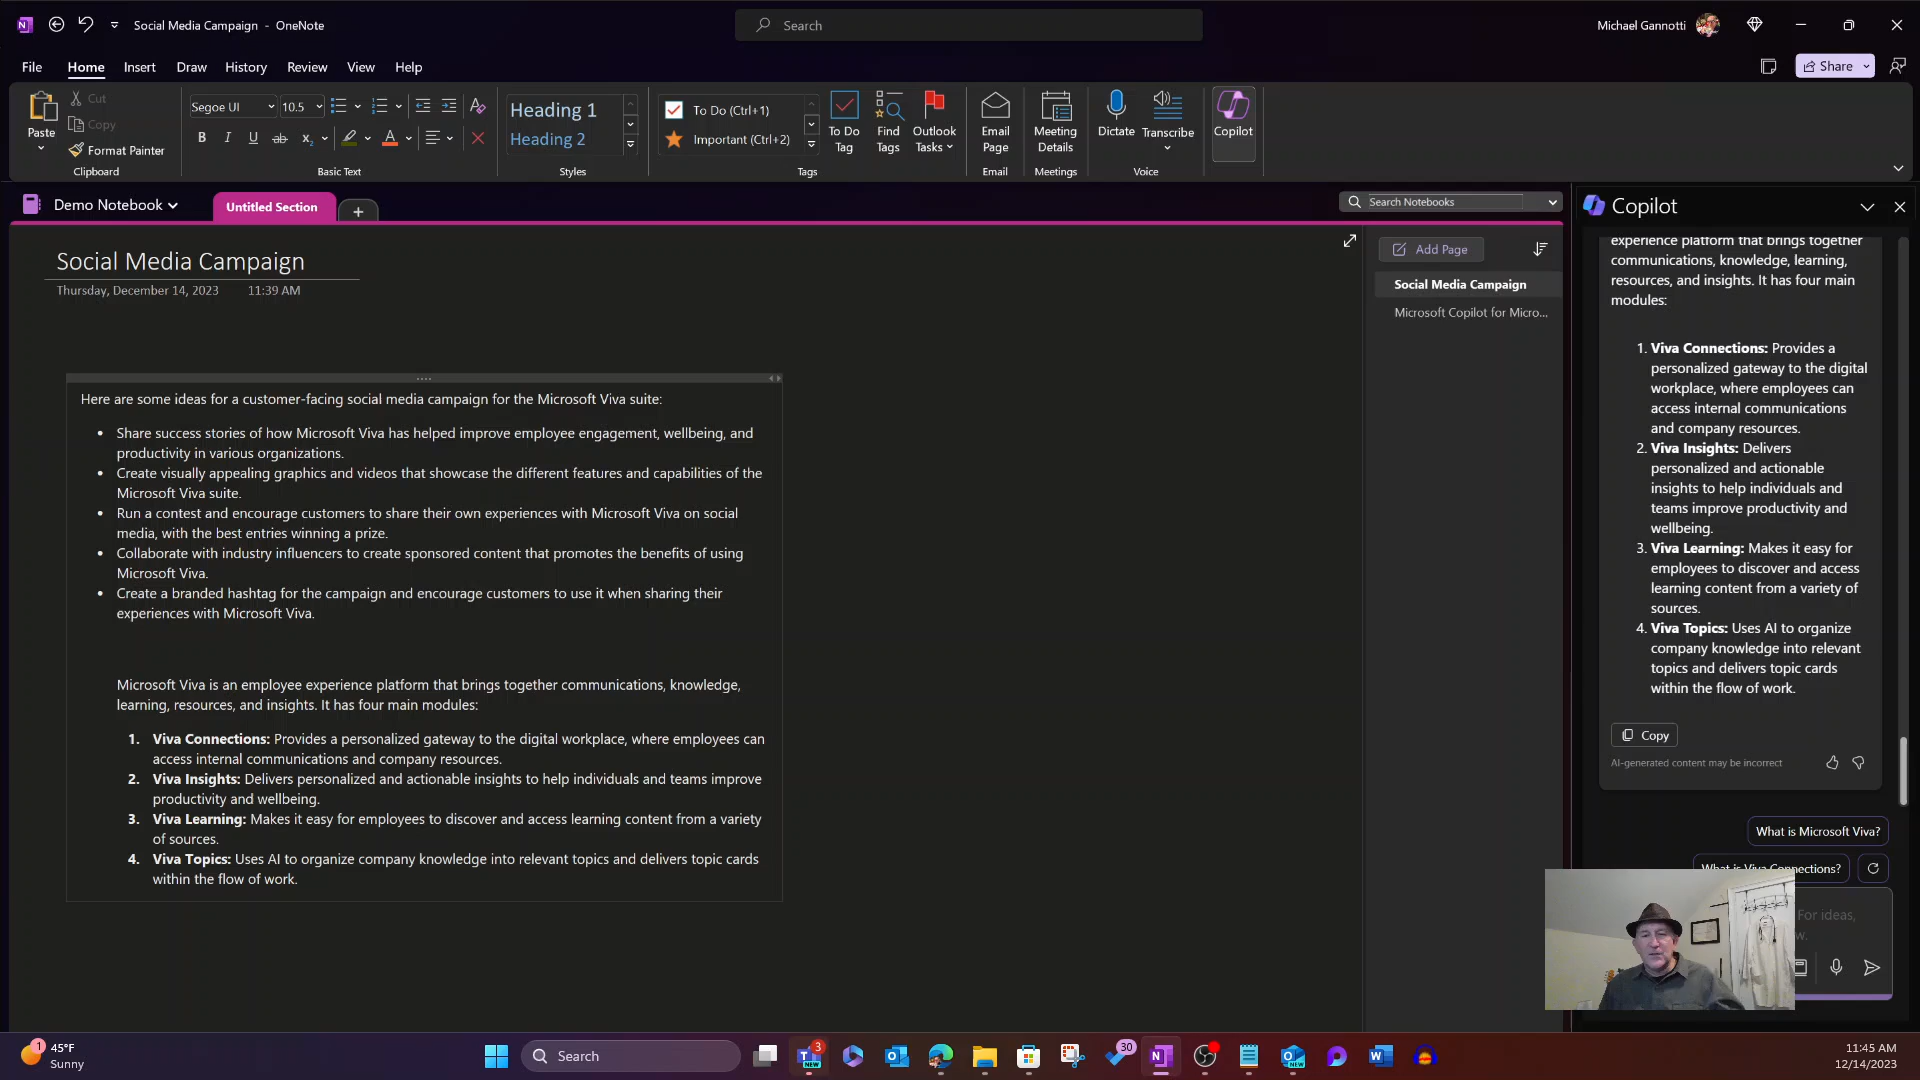 Social Media Campaign - OneNote
Search
Michael Gannotti
File Home Insert Draw History Review View Help
Share
Paste
Cut
Copy
Format Painter
Clipboard
Segoe UI 10.5
B I U ab x₂ A
Basic Text
Heading 1
Heading 2
Styles
To Do (Ctrl+1)
Important (Ctrl+2)
To Do Tag
Find Tags
Outlook Tasks
Tags
Email Page
Email
Meeting Details
Meetings
Dictate
Transcribe
Voice
Copilot
Demo Notebook
Untitled Section
+
Search Notebooks
Social Media Campaign
Thursday, December 14, 2023 11:39 AM
Here are some ideas for a customer-facing social media campaign for the Microsoft Viva suite:
• Share success stories of how Microsoft Viva has helped improve employee engagement, wellbeing, and
productivity in various organizations.
• Create visually appealing graphics and videos that showcase the different features and capabilities of the
Microsoft Viva suite.
• Run a contest and encourage customers to share their own experiences with Microsoft Viva on social
media, with the best entries winning a prize.
• Collaborate with industry influencers to create sponsored content that promotes the benefits of using
Microsoft Viva.
• Create a branded hashtag for the campaign and encourage customers to use it when sharing their
experiences with Microsoft Viva.
Microsoft Viva is an employee experience platform that brings together communications, knowledge,
learning, resources, and insights. It has four main modules:
1. Viva Connections: Provides a personalized gateway to the digital workplace, where employees can
access internal communications and company resources.
2. Viva Insights: Delivers personalized and actionable insights to help individuals and teams improve
productivity and wellbeing.
3. Viva Learning: Makes it easy for employees to discover and access learning content from a variety
of sources.
4. Viva Topics: Uses AI to organize company knowledge into relevant topics and delivers topic cards
within the flow of work.
Add Page
Social Media Campaign
Microsoft Copilot for Micro...
Copilot
experience platform that brings together
communications, knowledge, learning,
resources, and insights. It has four main
modules:
1. Viva Connections: Provides a
personalized gateway to the digital
workplace, where employees can
access internal communications
and company resources.
2. Viva Insights: Delivers
personalized and actionable
insights to help individuals and
teams improve productivity and
wellbeing.
3. Viva Learning: Makes it easy for
employees to discover and access
learning content from a variety of
sources.
4. Viva Topics: Uses AI to organize
company knowledge into relevant
topics and delivers topic cards
within the flow of work.
Copy
AI-generated content may be incorrect
What is Microsoft Viva?
What is Viva Connections?
For ideas,
w.
1
45°F
Sunny
Search
3
NEW
30
NEW
11:45 AM
12/14/2023